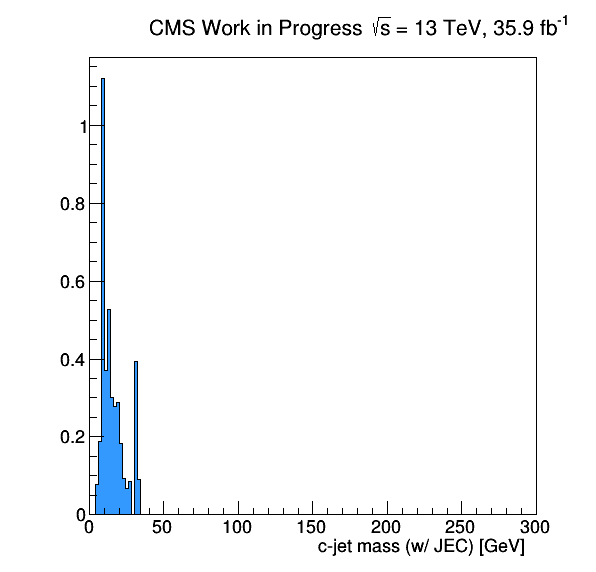 CMS Work in Progress √s = 13 TeV, 35.9 fb⁻¹
1
0.8
0.6
0.4
0.2
0
0 50 100 150 200 250 300
c-jet mass (w/ JEC) [GeV]